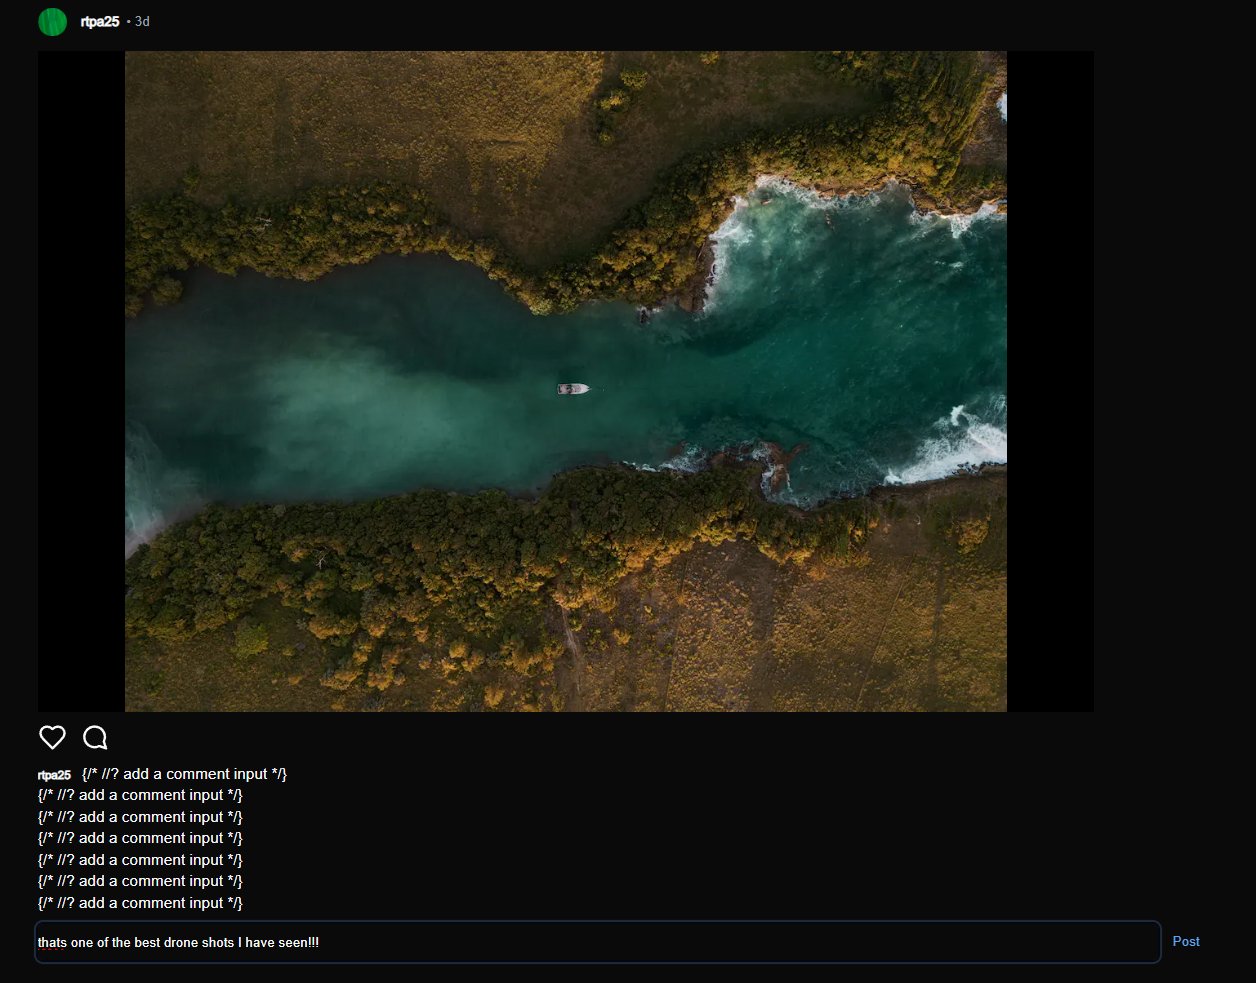 rtpa25 • 3d
rtpa25 {/* //? add a comment input */}
{/* //? add a comment input */}
{/* //? add a comment input */}
{/* //? add a comment input */}
{/* //? add a comment input */}
{/* //? add a comment input */}
{/* //? add a comment input */}
thats one of the best drone shots I have seen!!! Post